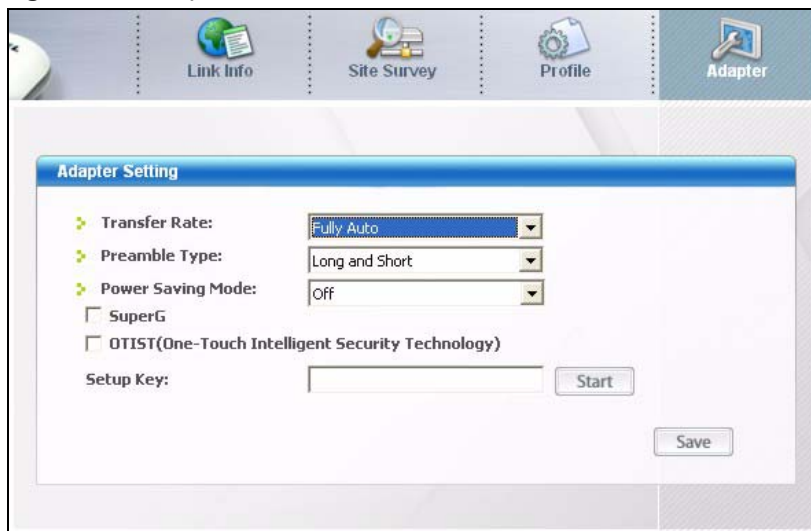 Link Info
Site Survey
Profile
Adapter
Adapter Setting
Transfer Rate: Fully Auto
Preamble Type: Long and Short
Power Saving Mode: Off
SuperG
OTIST(One-Touch Intelligent Security Technology)
Setup Key: Start
Save